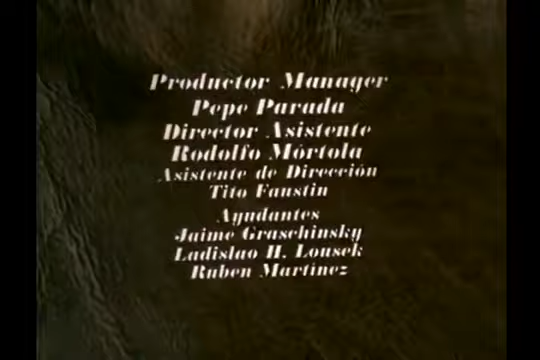 Productor Manager
Pepe Parada
Director Asistente
Rodolfo Mórtola
Asistente de Dirección
Tito Faustin
Ayudantes
Jaime Graschinsky
Ladislao H. Lousek
Ruben Martinez